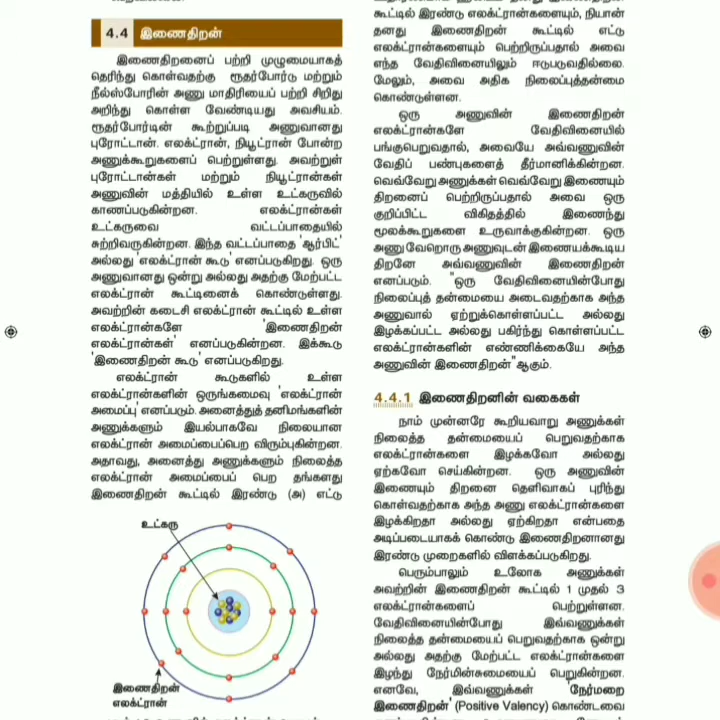 4.4 இணைதிறன்
இணைதிறனைப் பற்றி முழுமையாகத்
தெரிந்து கொள்வதற்கு ரூதர்போர்டு மற்றும்
நீல்ஸ்போரின் அணு மாதிரியைப் பற்றி சிறிது
அறிந்து கொள்ள வேண்டியது அவசியம்.
ரூதர்போர்டின் கூற்றுப்படி அணுவானது
புரோட்டான். எலக்ட்ரான், நியூட்ரான் போன்ற
அணுக்கூறுகளைப் பெற்றுள்ளது. அவற்றுள்
புரோட்டான்கள் மற்றும் நியூட்ரான்கள்
அணுவின் மத்தியில் உள்ள உட்கருவில்
காணப்படுகின்றன. எலக்ட்ரான்கள்
உட்கருவை வட்டப்பாதையில்
சுற்றிவருகின்றன. இந்த வட்டப்பாதை 'ஆர்பிட்'
அல்லது 'எலக்ட்ரான் கூடு' எனப்படுகிறது. ஒரு
அணுவானது ஒன்று அல்லது அதற்கு மேற்பட்ட
எலக்ட்ரான் கூட்டினைக் கொண்டுள்ளது.
அவற்றின் கடைசி எலக்ட்ரான் கூட்டில் உள்ள
எலக்ட்ரான்களே 'இணைதிறன்
எலக்ட்ரான்கள்' எனப்படுகின்றன. இக்கூடு
'இணைதிறன் கூடு' எனப்படுகிறது.
எலக்ட்ரான் கூடுகளில் உள்ள
எலக்ட்ரான்களின் ஒருங்கமைவு 'எலக்ட்ரான்
அமைப்பு' எனப்படும். அனைத்துத் தனிமங்களின்
அணுக்களும் இயல்பாகவே நிலையான
எலக்ட்ரான் அமைப்பைப்பெற விரும்புகின்றன.
அதாவது, அனைத்து அணுக்களும் நிலைத்த
எலக்ட்ரான் அமைப்பைப் பெற தங்களது
இணைதிறன் கூட்டில் இரண்டு (அ) எட்டு
உட்கரு
இணைதிறன்
எலக்ட்ரான்
கூட்டில் இரண்டு எலக்ட்ரான்களையும், நியான்
தனது இணைதிறன் கூட்டில் எட்டு
எலக்ட்ரான்களையும் பெற்றிருப்பதால் அவை
எந்த வேதிவினையிலும் ஈடுபடுவதில்லை.
மேலும், அவை அதிக நிலைப்புத்தன்மை
கொண்டுள்ளன.
ஒரு அணுவின் இணைதிறன்
எலக்ட்ரான்களே வேதிவினையில்
பங்குபெறுவதால், அவையே அவ்வணுவின்
வேதிப் பண்புகளைத் தீர்மானிக்கின்றன.
வெவ்வேறு அணுக்கள் வெவ்வேறு இணையும்
திறனைப் பெற்றிருப்பதால் அவை ஒரு
குறிப்பிட்ட விகிதத்தில் இணைந்து
மூலக்கூறுகளை உருவாக்குகின்றன. ஒரு
அணு வேறொரு அணுவுடன் இணையக்கூடிய
திறனே அவ்வணுவின் இணைதிறன்
எனப்படும். "ஒரு வேதிவினையின்போது
நிலைப்புத் தன்மையை அடைவதற்காக அந்த
அணுவால் ஏற்றுக்கொள்ளப்பட்ட அல்லது
இழக்கப்பட்ட அல்லது பகிர்ந்து கொள்ளப்பட்ட
எலக்ட்ரான்களின் எண்ணிக்கையே அந்த
அணுவின் இணைதிறன்"ஆகும்.
4.4.1 இணைதிறனின் வகைகள்
நாம் முன்னரே கூறியவாறு அணுக்கள்
நிலைத்த தன்மையைப் பெறுவதற்காக
எலக்ட்ரான்களை இழக்கவோ அல்லது
ஏற்கவோ செய்கின்றன. ஒரு அணுவின்
இணையும் திறனை தெளிவாகப் புரிந்து
கொள்வதற்காக அந்த அணு எலக்ட்ரான்களை
இழக்கிறதா அல்லது ஏற்கிறதா என்பதை
அடிப்படையாகக் கொண்டு இணைதிறனானது
இரண்டு முறைகளில் விளக்கப்படுகிறது.
பெரும்பாலும் உலோக அணுக்கள்
அவற்றின் இணைதிறன் கூட்டில் 1 முதல் 3
எலக்ட்ரான்களைப் பெற்றுள்ளன.
வேதிவினையின்போது இவ்வணுக்கள்
நிலைத்த தன்மையைப் பெறுவதற்காக ஒன்று
அல்லது அதற்கு மேற்பட்ட எலக்ட்ரான்களை
இழந்து நேர்மின்சுமையைப் பெறுகின்றன.
எனவே, இவ்வணுக்கள் 'நேர்மறை
இணைதிறன்' (Positive Valency) கொண்டவை